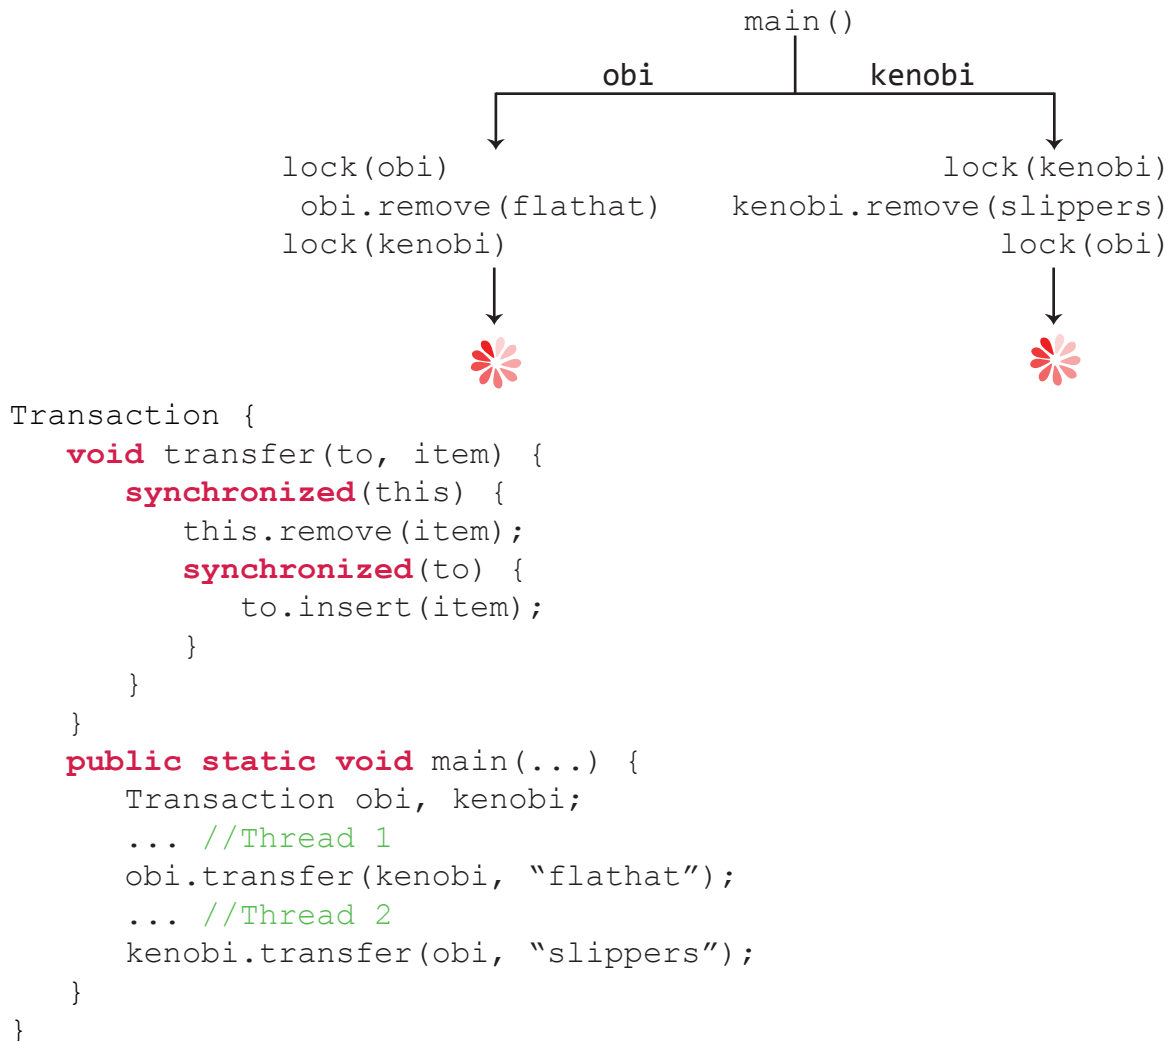 main()
obi kenobi
lock(obi) lock(kenobi)
obi.remove(flathat) kenobi.remove(slippers)
lock(kenobi) lock(obi)
Transaction {
void transfer(to, item) {
synchronized(this) {
this.remove(item);
synchronized(to) {
to.insert(item);
}
}
}
public static void main(...) {
Transaction obi, kenobi;
... //Thread 1
obi.transfer(kenobi, “flathat”);
... //Thread 2
kenobi.transfer(obi, “slippers”);
}
}